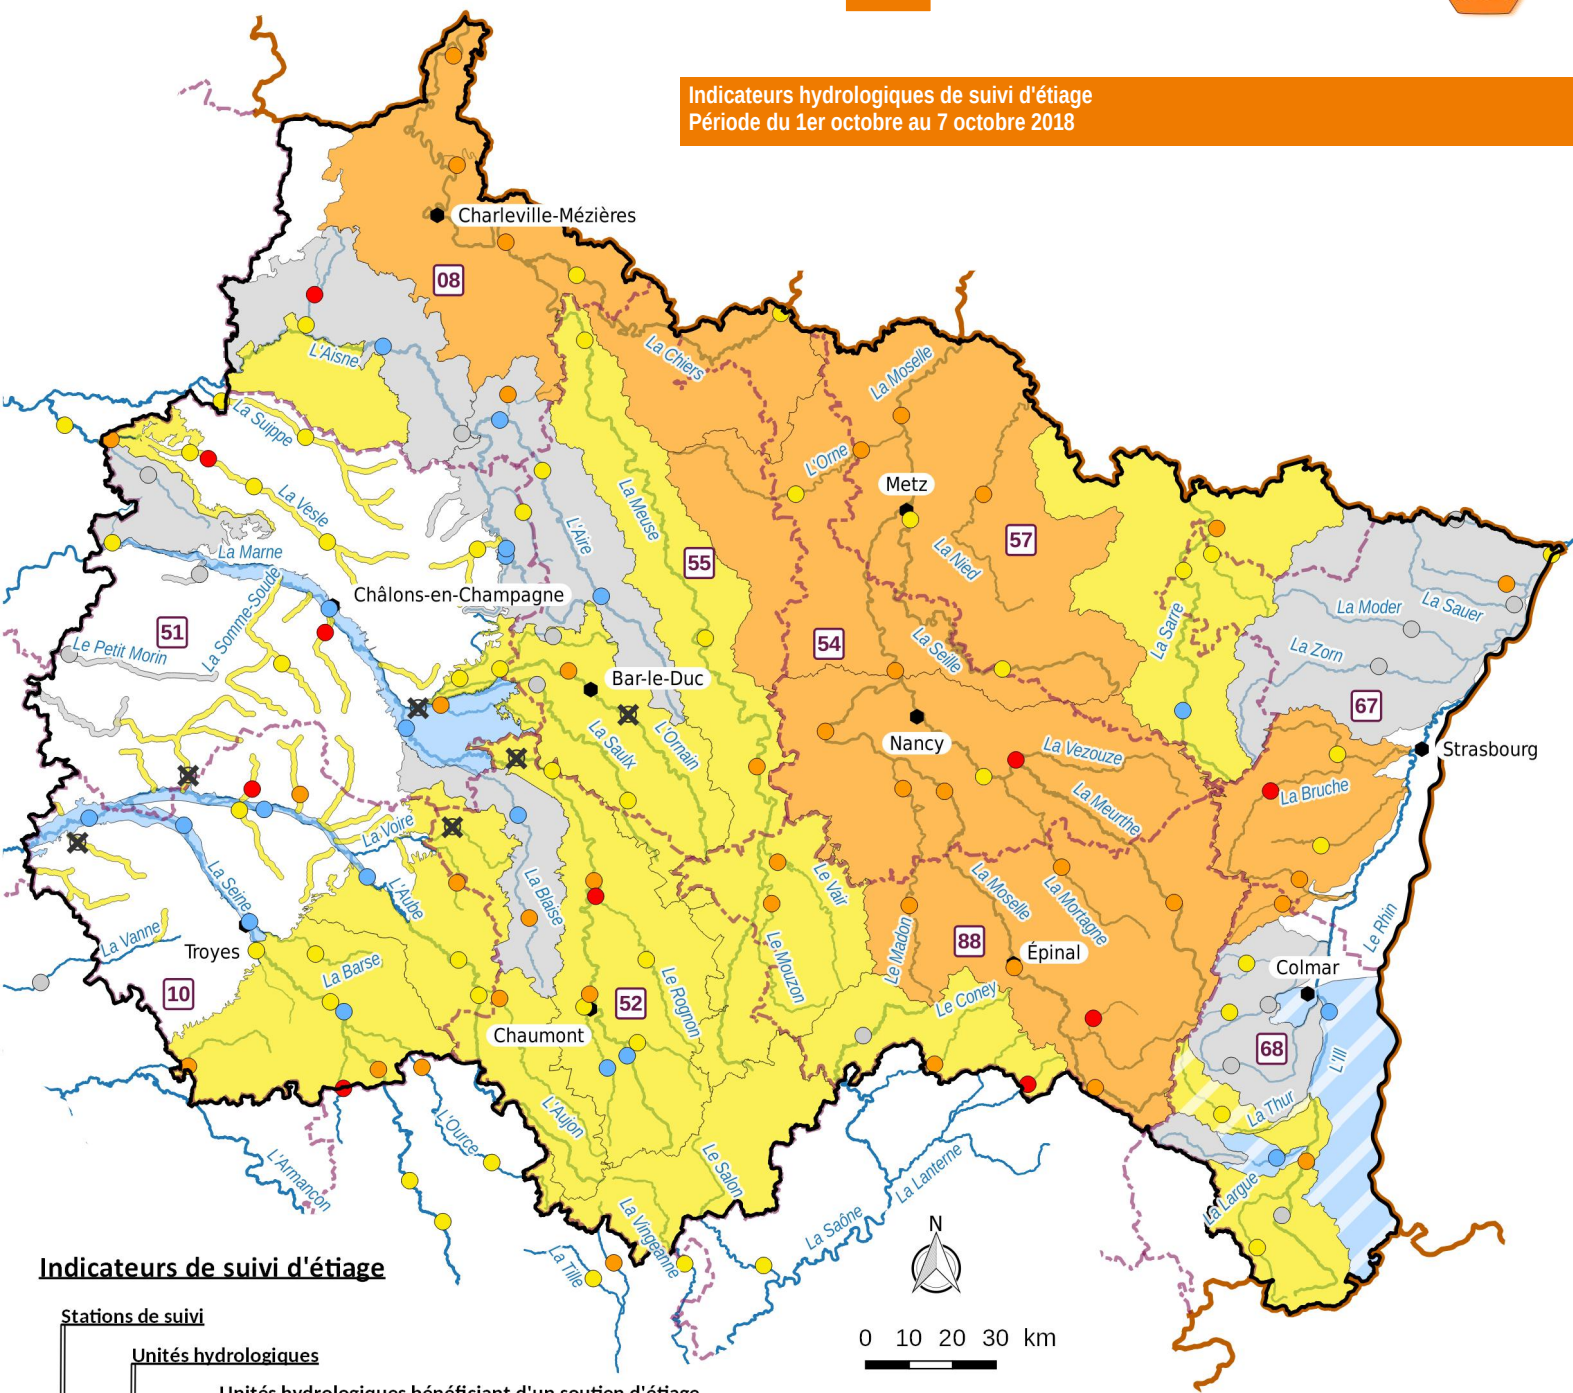 Indicateurs hydrologiques de suivi d'étiage
Période du 1er octobre au 7 octobre 2018
Charleville-Mézières
08
L'Aisne
La Chiers
La Moselle
La Suippe
L'Orne
Metz
La Vesle
La Meuse
L'Aire
57
La Nied
La Marne
55
Châlons-en-Champagne
La Somme-Soude
La Moder
La Sauer
51
Le Petit Morin
54
La Seille
La Sarre
La Zorn
Bar-le-Duc
67
Nancy
La Saulx
L'Ornain
La Vezouze
Strasbourg
La Meurthe
La Bruche
La Voire
La Seine
L'Aube
La Blaise
Le Vair
La Moselle
La Mortagne
Le Madon
88
Épinal
Le Rhin
La Vanne
Troyes
La Barse
Le Mouzon
Colmar
10
52
Le Rognon
Le Coney
Chaumont
68
L'Ill
La Thur
L'Aujon
L'Ource
L'Armançon
Le Salon
La Lanterne
La Largue
La Saône
La Vingeanne
La Tille
N
Indicateurs de suivi d'étiage
Stations de suivi
Unités hydrologiques
Unités hydrologiques bénéficiant d'un soutien d'étiage
0 10 20 30 km